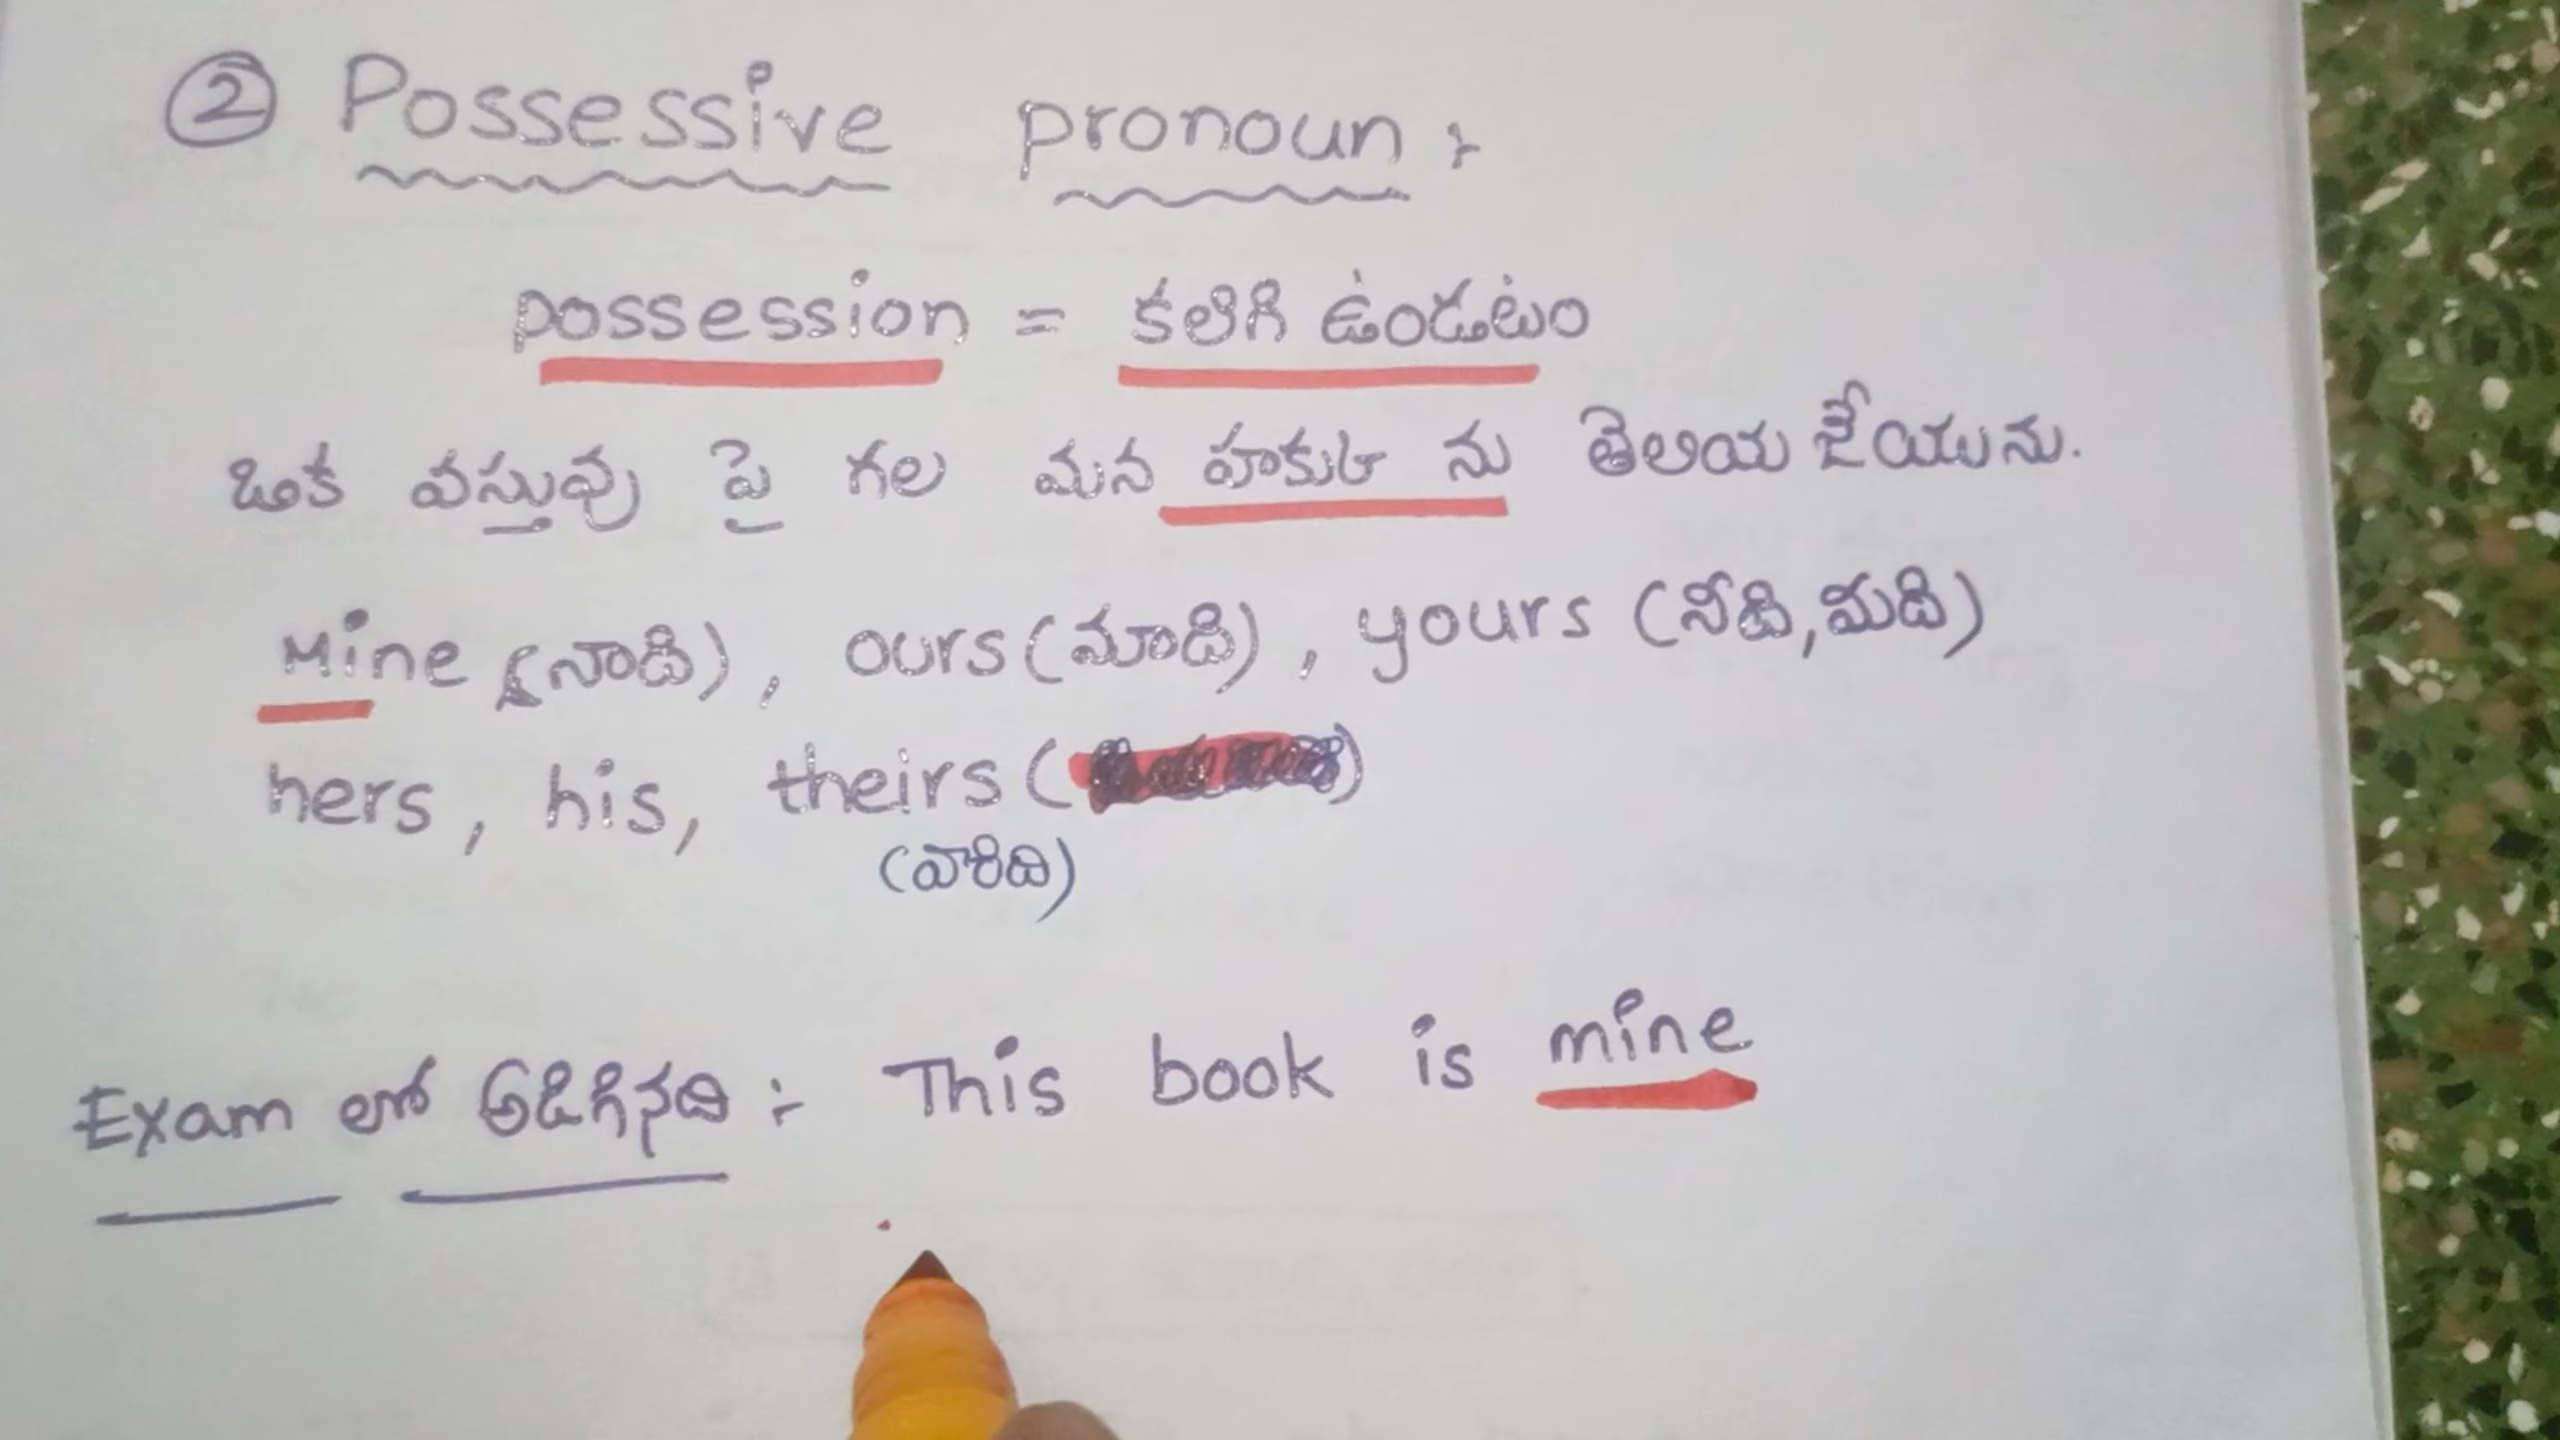 ② Possessive pronoun :-
possession = కలిగి ఉండటం
ఒక వస్తువు పై గల మన హక్కు ను తెలియ జేయును.
Mine (నాది), ours (మాది), yours (నీది, మీది)
hers, his, theirs (
(వారిది)
Exam లో అడిగినది :- This book is mine